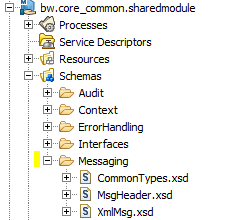 bw.core_common.sharedmodule
Processes
Service Descriptors
Resources
Schemas
Audit
Context
ErrorHandling
Interfaces
Messaging
CommonTypes.xsd
MsgHeader.xsd
XmlMsg.xsd